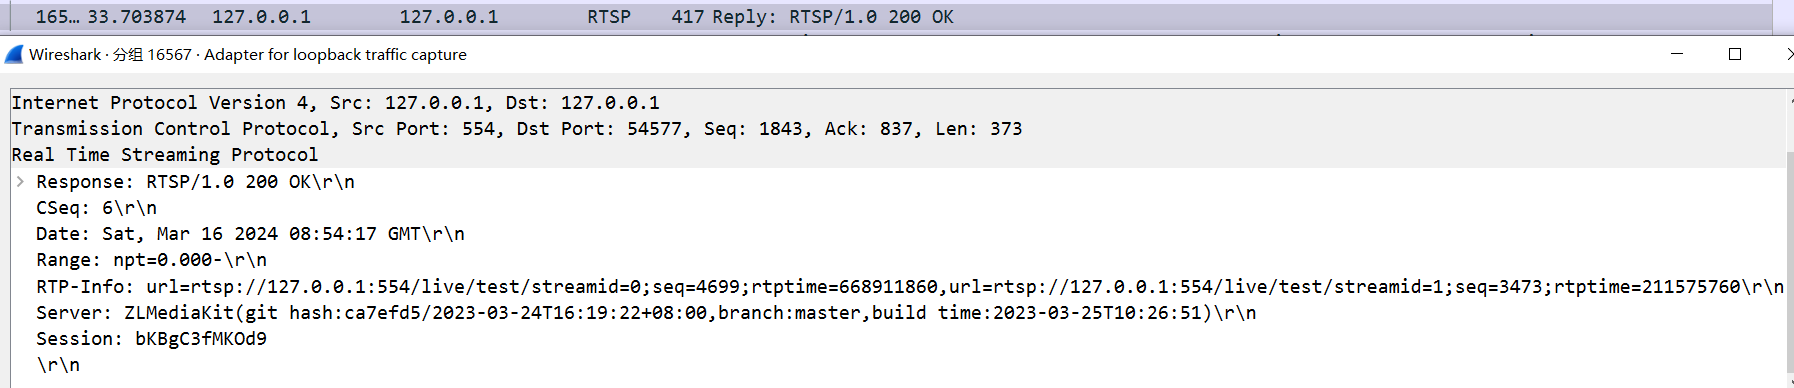 165… 33.703874 127.0.0.1 127.0.0.1 RTSP 417 Reply: RTSP/1.0 200 OK
Wireshark · 分组 16567 · Adapter for loopback traffic capture
Internet Protocol Version 4, Src: 127.0.0.1, Dst: 127.0.0.1
Transmission Control Protocol, Src Port: 554, Dst Port: 54577, Seq: 1843, Ack: 837, Len: 373
Real Time Streaming Protocol
Response: RTSP/1.0 200 OK\r\n
CSeq: 6\r\n
Date: Sat, Mar 16 2024 08:54:17 GMT\r\n
Range: npt=0.000-\r\n
RTP-Info: url=rtsp://127.0.0.1:554/live/test/streamid=0;seq=4699;rtptime=668911860,url=rtsp://127.0.0.1:554/live/test/streamid=1;seq=3473;rtptime=211575760\r\n
Server: ZLMediaKit(git hash:ca7efd5/2023-03-24T16:19:22+08:00,branch:master,build time:2023-03-25T10:26:51)\r\n
Session: bKBgC3fMKOd9
\r\n